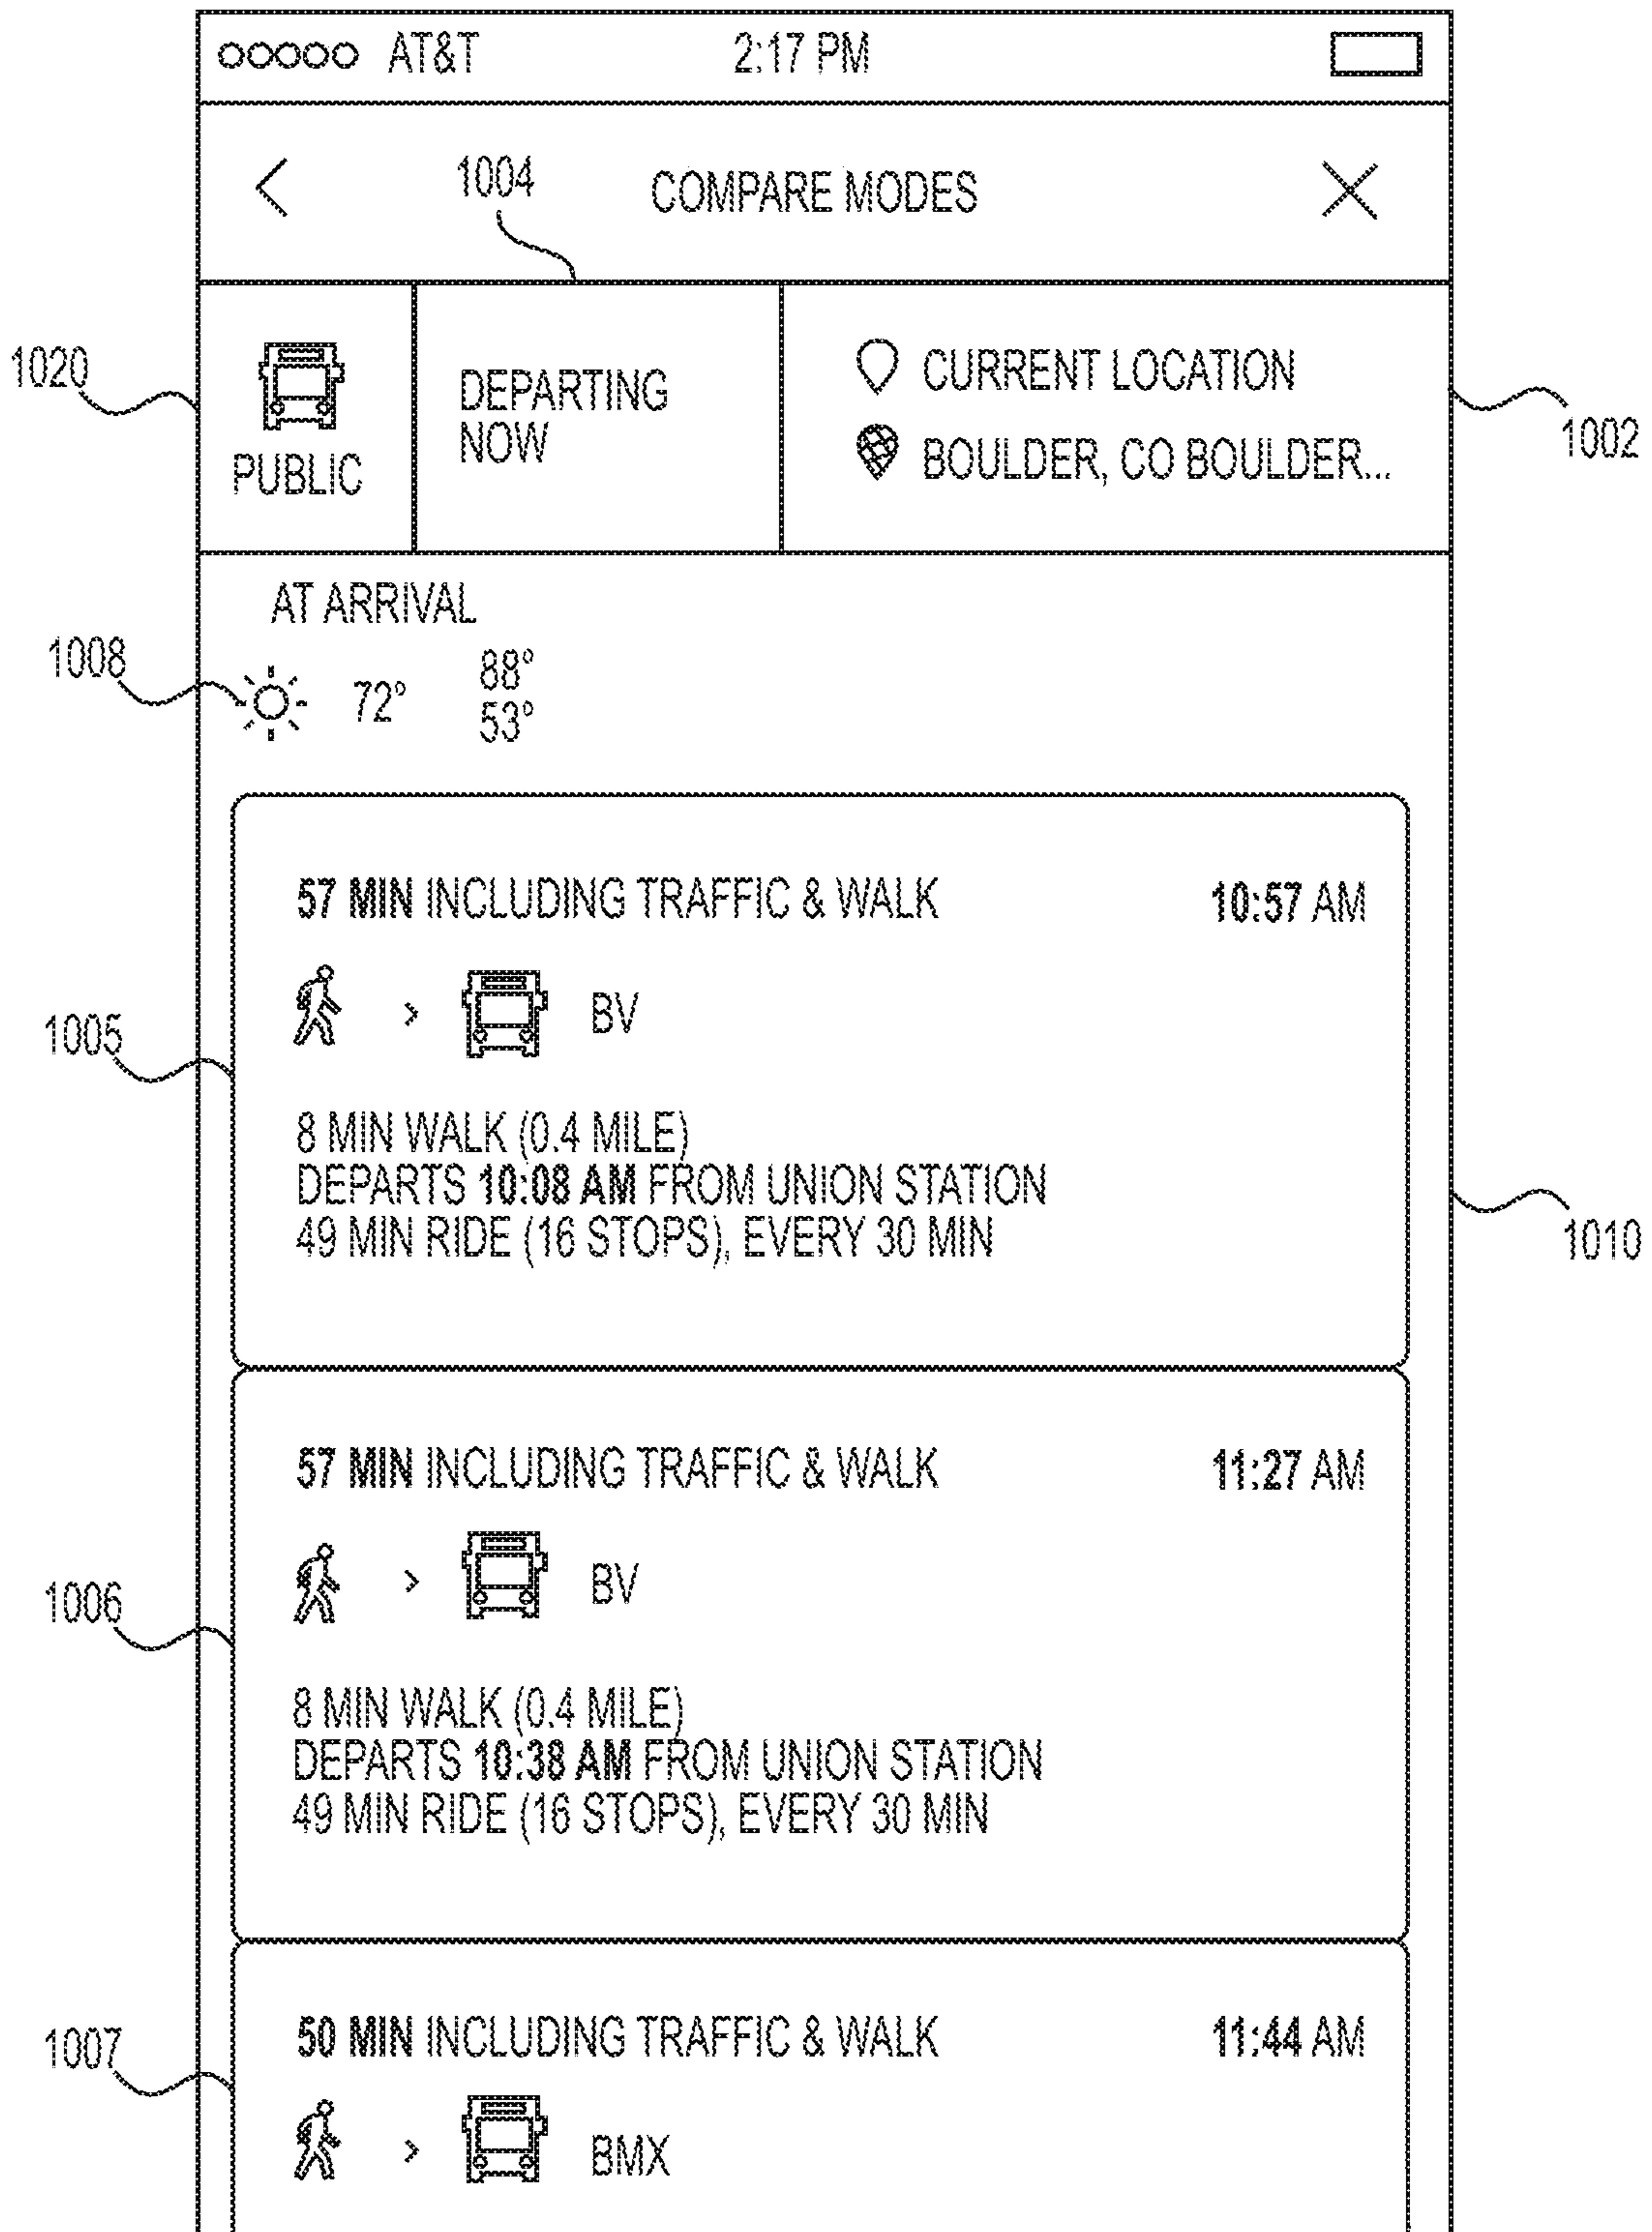 AT&T 2:17 PM
1004 COMPARE MODES
1020
PUBLIC
DEPARTING
NOW
CURRENT LOCATION
BOULDER, CO BOULDER...
1002
AT ARRIVAL
1008
72°
88°
53°
57 MIN INCLUDING TRAFFIC & WALK 10:57 AM
> BV
1005
8 MIN WALK (0.4 MILE)
DEPARTS 10:08 AM FROM UNION STATION
49 MIN RIDE (16 STOPS), EVERY 30 MIN
1010
57 MIN INCLUDING TRAFFIC & WALK 11:27 AM
> BV
1006
8 MIN WALK (0.4 MILE)
DEPARTS 10:38 AM FROM UNION STATION
49 MIN RIDE (16 STOPS), EVERY 30 MIN
50 MIN INCLUDING TRAFFIC & WALK 11:44 AM
1007
> BMX